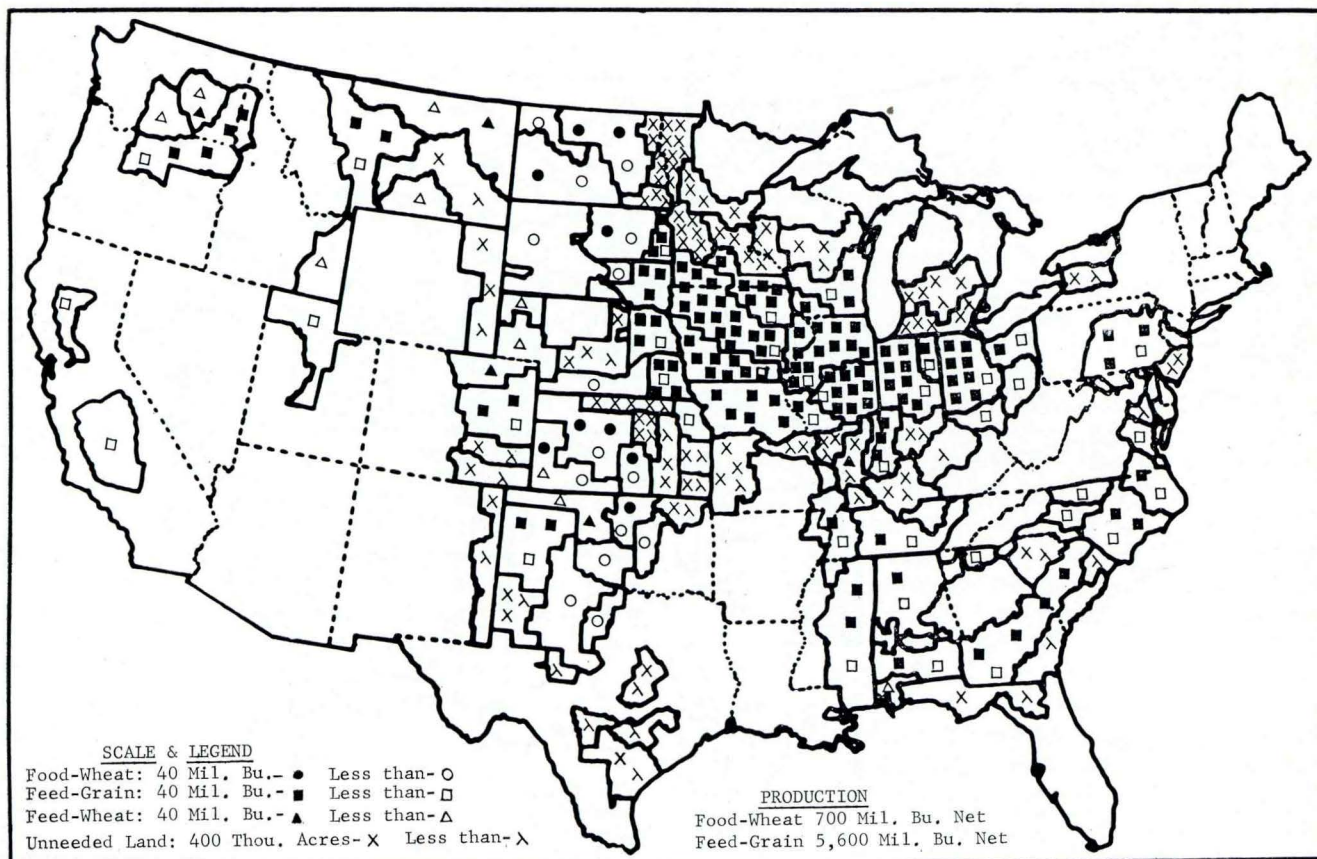 SCALE & LEGEND
Food-Wheat: 40 Mil. Bu.- ● Less than- ○
Feed-Grain: 40 Mil. Bu.- ■ Less than- □
Feed-Wheat: 40 Mil. Bu.- ▲ Less than- △
Unneeded Land: 400 Thou. Acres- X Less than- λ
PRODUCTION
Food-Wheat 700 Mil. Bu. Net
Feed-Grain 5,600 Mil. Bu. Net